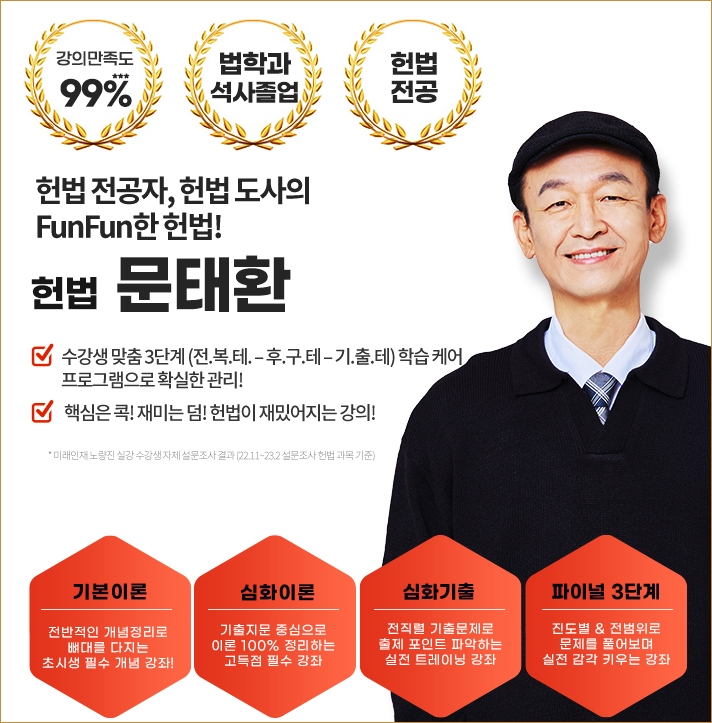 강의만족도
***
99%
법학과
석사졸업
헌법
전공
헌법 전공자, 헌법 도사의
FunFun한 헌법!
헌법 문태환
수강생 맞춤 3단계 (전.복.테. – 후.구.테 – 기.출.테) 학습 케어
프로그램으로 확실한 관리!
핵심은 콕! 재미는 덤! 헌법이 재밌어지는 강의!
* 미래인재 노량진 실강 수강생 자체 설문조사 결과 (22.11~23.2 설문조사 헌법 과목 기준)
기본이론
전반적인 개념정리로
뼈대를 다지는
초시생 필수 개념 강좌!
심화이론
기출지문 중심으로
이론 100% 정리하는
고득점 필수 강좌
심화기출
전직렬 기출문제로
출제 포인트 파악하는
실전 트레이닝 강좌
파이널 3단계
진도별 & 전범위로
문제를 풀어보며
실전 감각 키우는 강좌